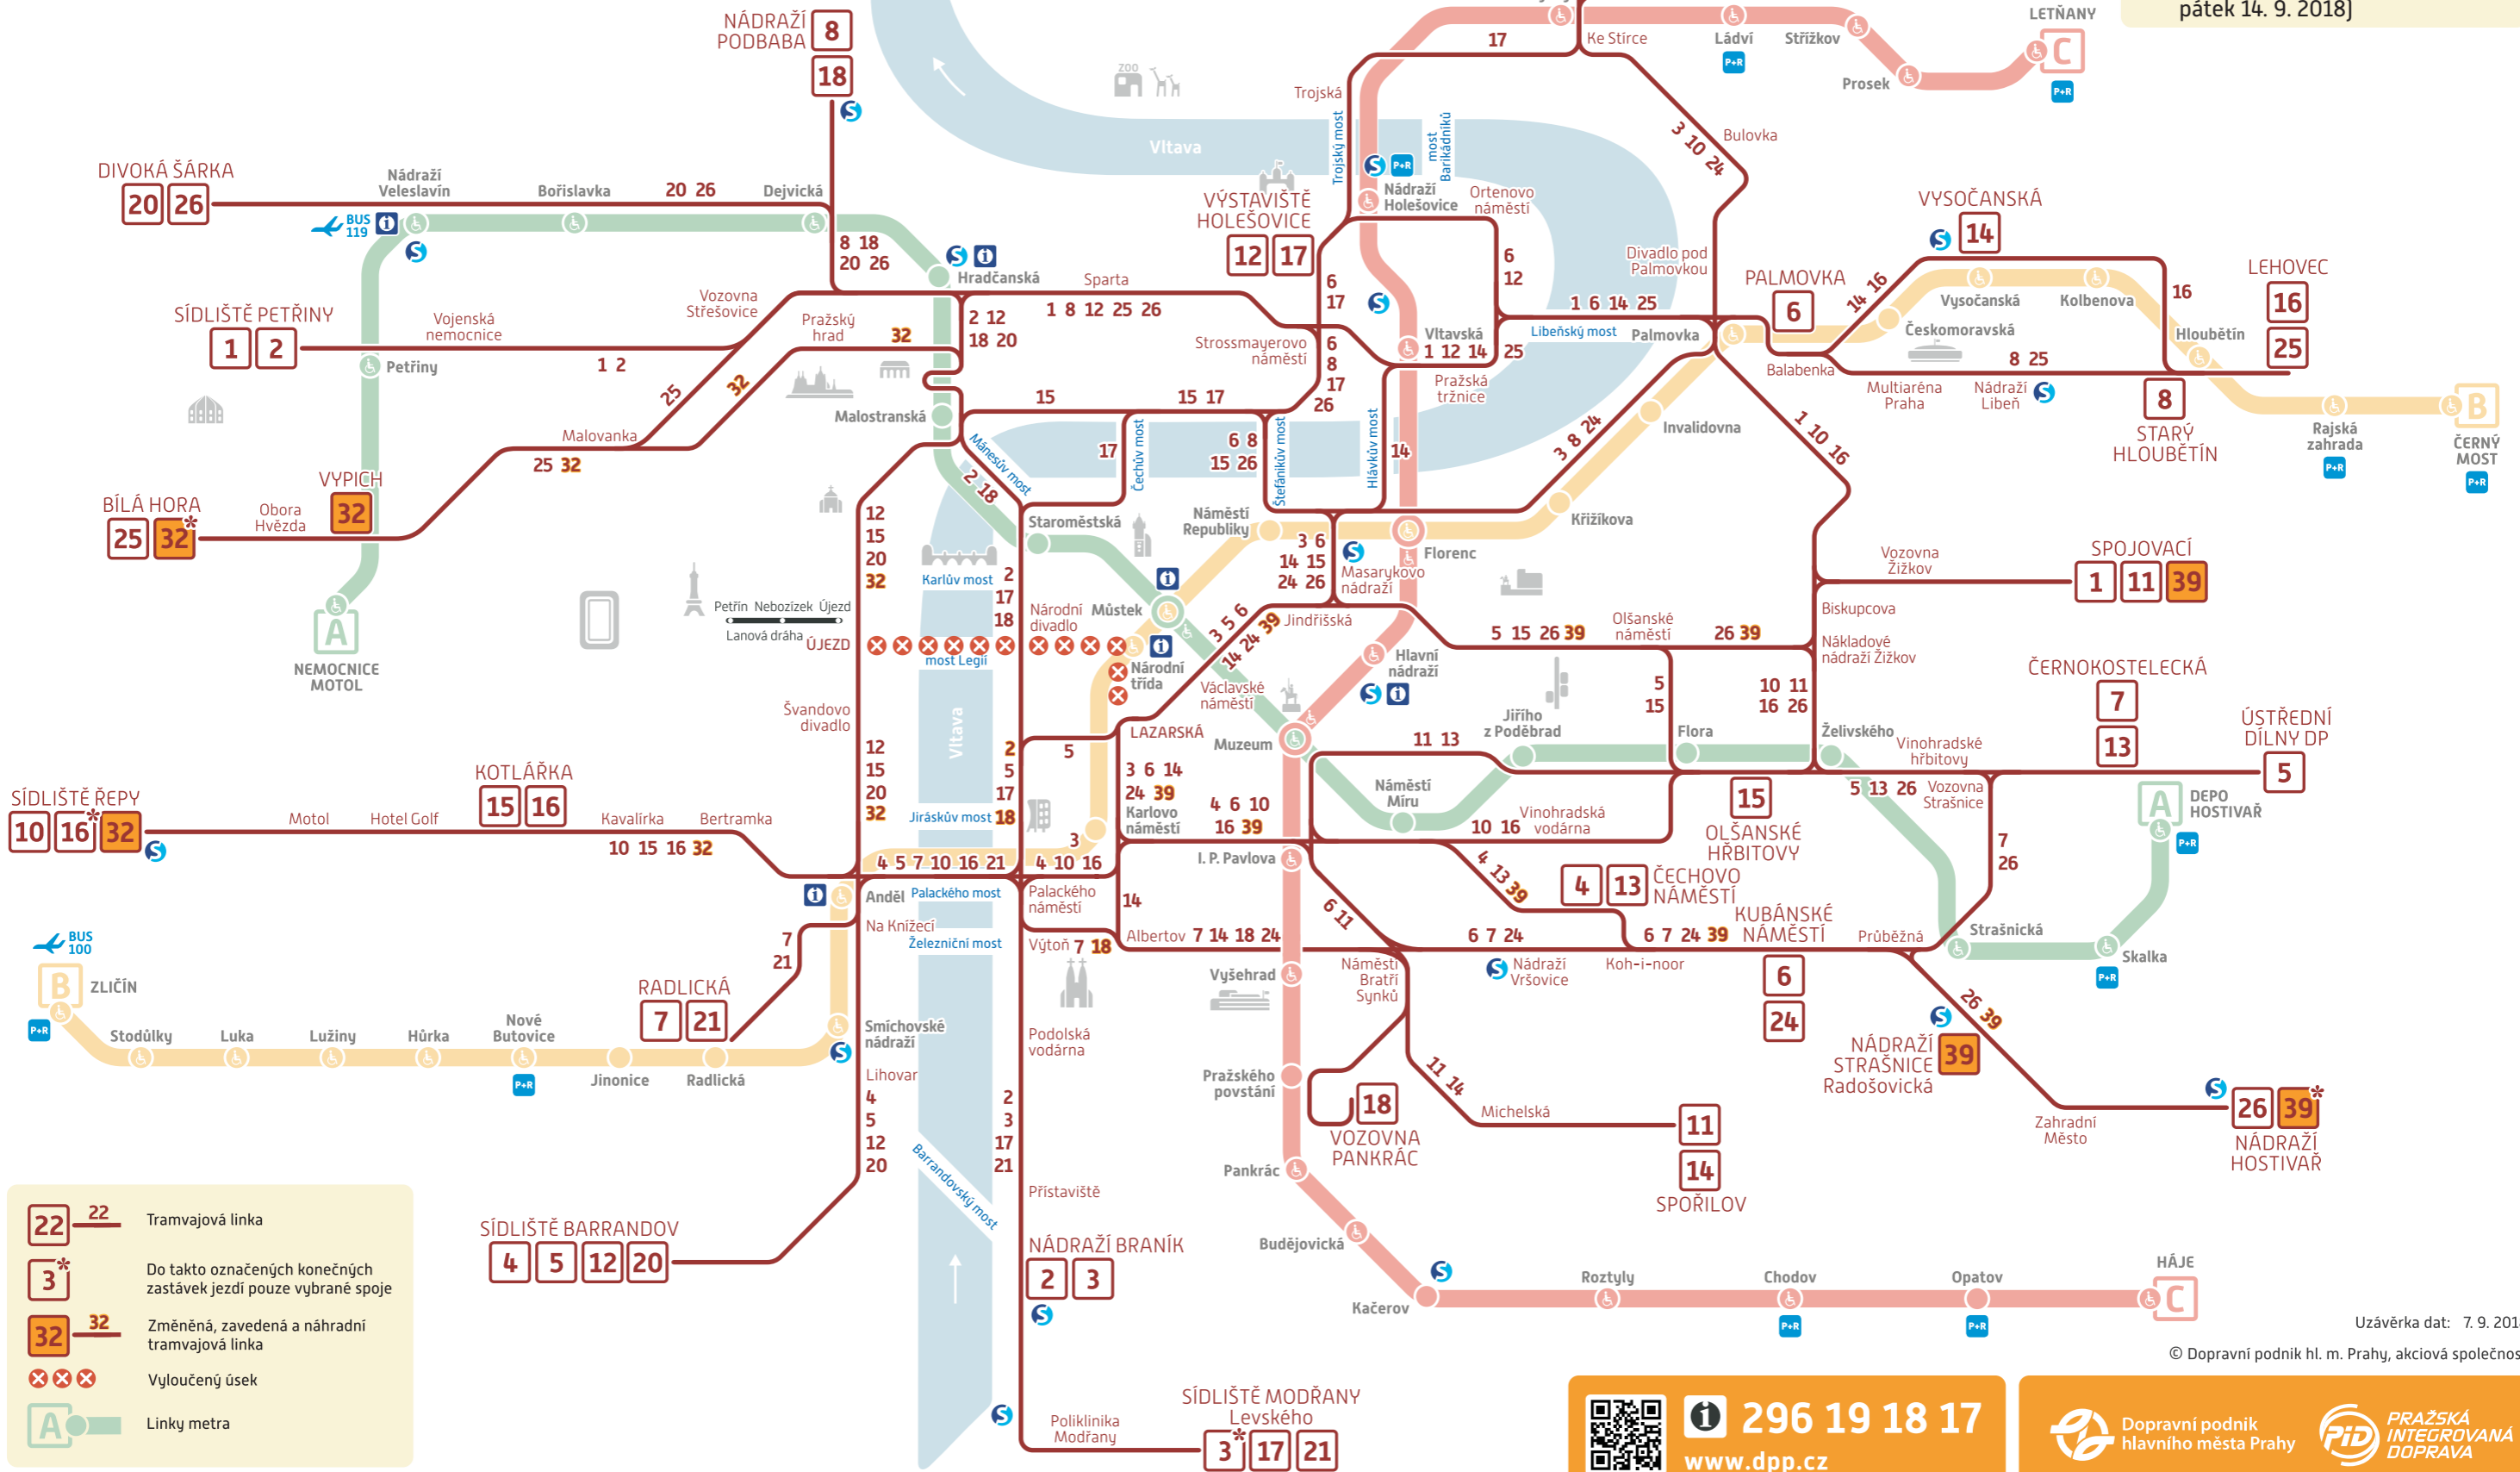 pátek 14. 9. 2018)
NÁDRAŽÍ
PODBABA
8
18
17
Ke Stírce
Ládví
P+R
Střížkov
Prosek
LETŇANY
C
P+R
ZOO
Trojská
Trojský most
most
Barikádníků
Vltava
3 10 24
Bulovka
DIVOKÁ ŠÁRKA
20 26
Nádraží
Veleslavín
BUS
119
Bořislavka
20 26
Dejvická
8 18
20 26
Hradčanská
VÝSTAVIŠTĚ
HOLEŠOVICE
12 17
P+R
Nádraží
Holešovice
Ortenovo
náměstí
6
12
6
17
Divadlo pod
Palmovkou
VYSOČANSKÁ
14
PALMOVKA
6
14 16
Vysočanská
Kolbenova
16
LEHOVEC
16
25
Českomoravská
Hloubětín
SÍDLIŠTĚ PETŘINY
1 2
Vojenská
nemocnice
1 2
Petřiny
Vozovna
Střešovice
Pražský
hrad
32
25
32
Sparta
1 8 12 25 26
2 12
18 20
Strossmayerovo
náměstí
6
8
17
26
Vltavská
1 12 14 25
Pražská
tržnice
1 6 14 25
Libeňský most
Palmovka
Balabenka
8 25
Multiaréna
Praha
Nádraží
Libeň
8
STARÝ
HLOUBĚTÍN
Rajská
zahrada
P+R
B
ČERNÝ
MOST
P+R
Malostranská
15
15 17
17
Čechův most
6 8
15 26
Štefánikův most
Hlávkův most
14
3 8 24
Invalidovna
1 10 16
Malovanka
25 32
VYPICH
32
BÍLÁ HORA
25 32*
Obora
Hvězda
Mánesův most
2 18
Staroměstská
Náměstí
Republiky
Křižíkova
Florenc
3 6
14 15
24 26
Masarykovo
nádraží
12
15
20
32
Karlův most
2
17
18
Národní
divadlo
Můstek
3 5 6
14 24 39
Jindřišská
Petřín Nebozízek Újezd
Lanová dráha
ÚJEZD
most Legií
Národní
třída
A
NEMOCNICE
MOTOL
Václavské
náměstí
Hlavní
nádraží
5 15 26 39
Olšanské
náměstí
26 39
Vozovna
Žižkov
SPOJOVACÍ
1 11 39
Biskupcova
Nákladové
nádraží Žižkov
5
15
10 11
16 26
ČERNOKOSTELECKÁ
7
13
ÚSTŘEDNÍ
DÍLNY DP
5
Švandovo
divadlo
Vltava
12
15
20
32
2
5
17
18
Jiráskův most
5
LAZARSKÁ
3 6 14
24 39
Karlovo
náměstí
3
Muzeum
11 13
Jiřího
z Poděbrad
Flora
Želivského
Vinohradské
hřbitovy
5 13 26
Vozovna
Strašnice
Náměstí
Míru
4 6 10
16 39
10 16
Vinohradská
vodárna
15
OLŠANSKÉ
HŘBITOVY
A
DEPO
HOSTIVAŘ
P+R
SÍDLIŠTĚ ŘEPY
10 16* 32
Motol
Hotel Golf
KOTLÁŘKA
15 16
Kavalírka
Bertramka
10 15 16 32
4 5 7 10 16 21
4 10 16
Anděl
Palackého most
Palackého
náměstí
14
I. P. Pavlova
4 13 39
4 13
ČECHOVO
NÁMĚSTÍ
6 11
7
26
Na Knížecí
7
21
Železniční most
Výtoň
7 18
Albertov
7 14 18 24
6 7 24
6 7 24 39
KUBÁNSKÉ
NÁMĚSTÍ
6
24
Průběžná
Strašnická
Skalka
P+R
BUS
100
B
ZLIČÍN
P+R
Stodůlky
Luka
Lužiny
Hůrka
Nové
Butovice
P+R
Jinonice
Radlická
RADLICKÁ
7 21
Smíchovské
nádraží
Lihovar
4
5
12
20
Vyšehrad
Náměstí
Bratří
Synků
Nádraží
Vršovice
Koh-i-noor
26 39
NÁDRAŽÍ
STRAŠNICE
Radošovická
39
Podolská
vodárna
2
3
17
21
Pražského
povstání
18
VOZOVNA
PANKRÁC
11 14
Michelská
11
14
SPOŘILOV
Zahradní
Město
26 39*
NÁDRAŽÍ
HOSTIVAŘ
Barrandovský most
Přístaviště
Pankrác
SÍDLIŠTĚ BARRANDOV
4 5 12 20
NÁDRAŽÍ BRANÍK
2 3
Budějovická
Kačerov
Roztyly
Chodov
P+R
Opatov
P+R
HÁJE
C
22 22
Tramvajová linka
3*
Do takto označených konečných
zastávek jezdí pouze vybrané spoje
32 32
Změněná, zavedená a náhradní
tramvajová linka
Vyloučený úsek
A
Linky metra
Poliklinika
Modřany
SÍDLIŠTĚ MODŘANY
Levského
3* 17 21
Uzávěrka dat: 7. 9. 201
© Dopravní podnik hl. m. Prahy, akciová společnos
296 19 18 17
www.dpp.cz
Dopravní podnik
hlavního města Prahy
PID
PRAŽSKÁ
INTEGROVANÁ
DOPRAVA